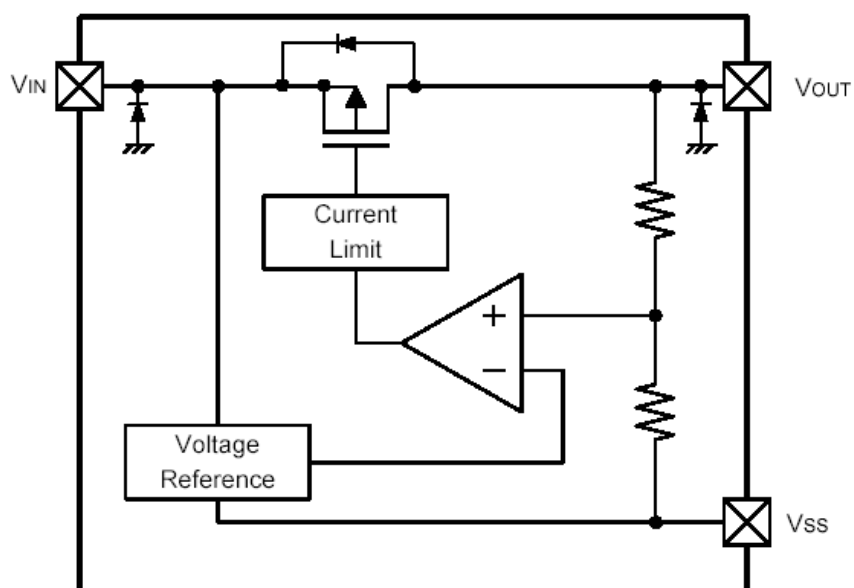 VIN
VOUT
Current
Limit
+
−
Voltage
Reference
VSS